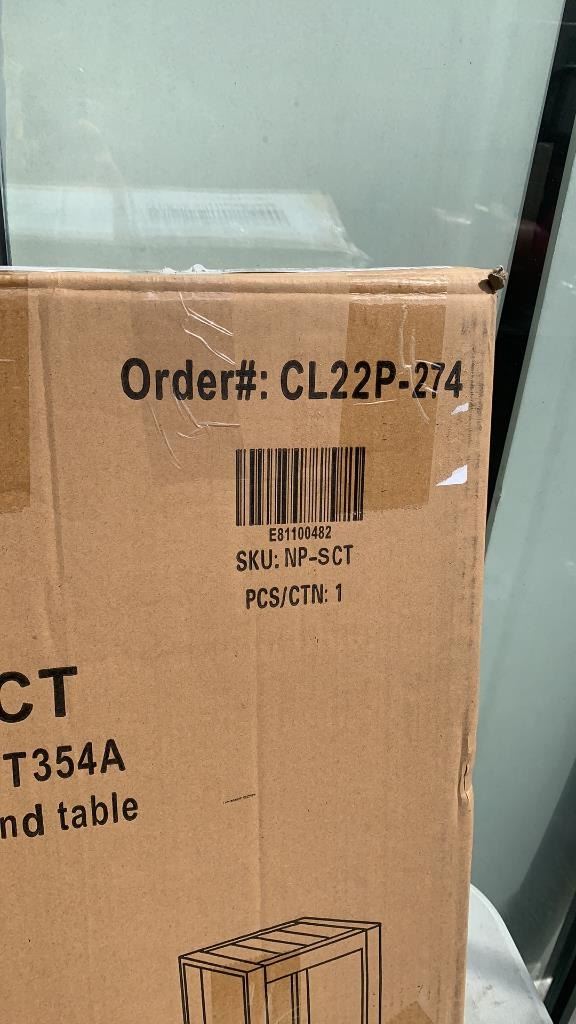 Order#: CL22P-274
E81100482
SKU: NP-SCT
PCS/CTN: 1
CT
T354A
nd table